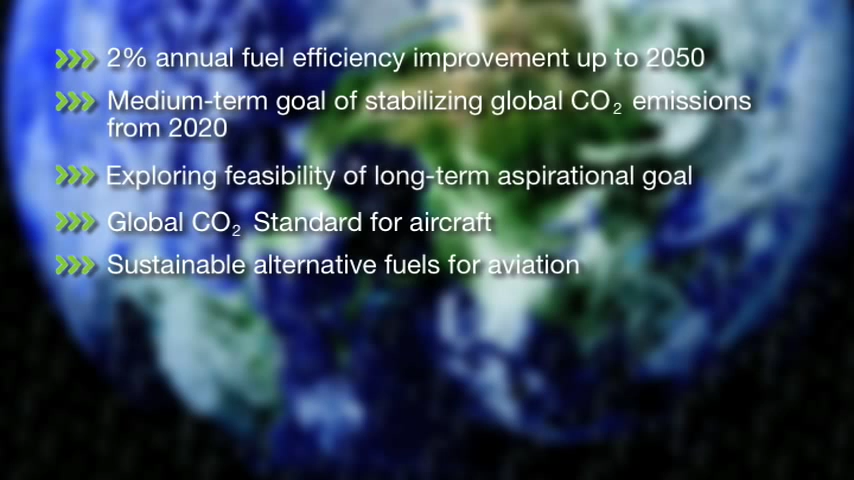 2% annual fuel efficiency improvement up to 2050
Medium-term goal of stabilizing global CO₂ emissions
from 2020
Exploring feasibility of long-term aspirational goal
Global CO₂ Standard for aircraft
Sustainable alternative fuels for aviation